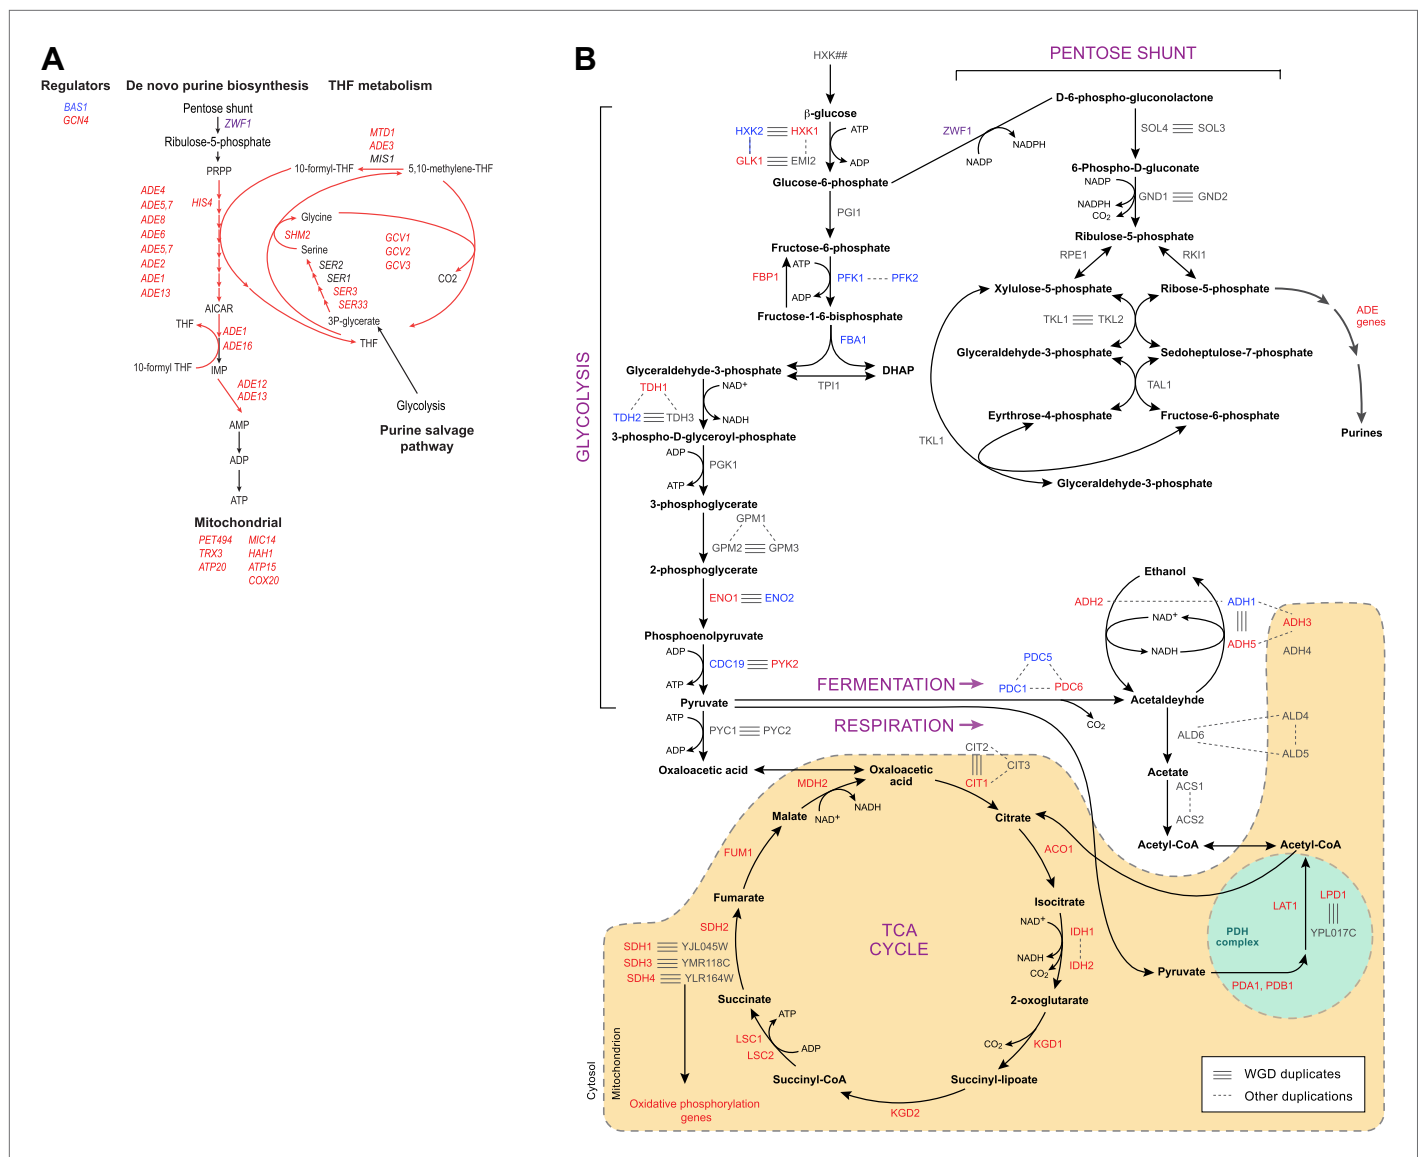 A
Regulators
BAS1
GCN4
De novo purine biosynthesis
THF metabolism
Pentose shunt
ZWF1
Ribulose-5-phosphate
PRPP
MTD1
ADE3
MIS1
10-formyl-THF
5,10-methylene-THF
ADE4
ADE5,7
ADE8
ADE6
ADE5,7
ADE2
ADE1
ADE13
HIS4
Glycine
SHM2
Serine
GCV1
GCV2
GCV3
CO2
SER2
SER1
SER3
SER33
3P-glycerate
AICAR
THF
ADE1
ADE16
THF
10-formyl THF
IMP
ADE12
ADE13
Glycolysis
Purine salvage
pathway
AMP
ADP
ATP
Mitochondrial
PET494
MIC14
TRX3
HAH1
ATP20
ATP15
COX20
B
GLYCOLYSIS
HXK##
β-glucose
HXK2
HXK1
GLK1
EMI2
ATP
ADP
Glucose-6-phosphate
PGI1
Fructose-6-phosphate
FBP1
ATP
ADP
PFK1
PFK2
Fructose-1-6-bisphosphate
FBA1
Glyceraldehyde-3-phosphate
DHAP
TPI1
TDH1
TDH2
TDH3
NAD+
NADH
3-phospho-D-glyceroyl-phosphate
ADP
ATP
PGK1
3-phosphoglycerate
GPM1
GPM2
GPM3
2-phosphoglycerate
ENO1
ENO2
Phosphoenolpyruvate
ADP
ATP
CDC19
PYK2
Pyruvate
ATP
ADP
PYC1
PYC2
Oxaloacetic acid
PENTOSE SHUNT
D-6-phospho-gluconolactone
ZWF1
NADP
NADPH
SOL4
SOL3
6-Phospho-D-gluconate
NADP
NADPH
CO2
GND1
GND2
Ribulose-5-phosphate
RPE1
RKI1
Xylulose-5-phosphate
Ribose-5-phosphate
TKL1
TKL2
ADE
genes
Glyceraldehyde-3-phosphate
Sedoheptulose-7-phosphate
TAL1
Eyrthrose-4-phosphate
Fructose-6-phosphate
Purines
TKL1
Glyceraldehyde-3-phosphate
FERMENTATION
RESPIRATION
PDC5
PDC1
PDC6
CO2
Ethanol
ADH2
ADH1
ADH3
ADH5
ADH4
NAD+
NADH
Acetaldeyhde
ALD6
ALD4
ALD5
Acetate
ACS1
ACS2
Acetyl-CoA
Acetyl-CoA
Oxaloacetic
acid
CIT2
CIT3
CIT1
MDH2
NAD+
NADH
Malate
Citrate
FUM1
ACO1
Fumarate
Isocitrate
TCA
CYCLE
SDH2
SDH1
YJL045W
SDH3
YMR118C
SDH4
YLR164W
NAD+
NADH
CO2
IDH1
IDH2
Succinate
2-oxoglutarate
ATP
ADP
LSC1
LSC2
CO2
KGD1
Succinyl-CoA
Succinyl-lipoate
KGD2
Oxidative phosphorylation
genes
Cytosol
Mitochondrion
LAT1
LPD1
YPL017C
PDH
complex
Pyruvate
PDA1, PDB1
WGD duplicates
Other duplications